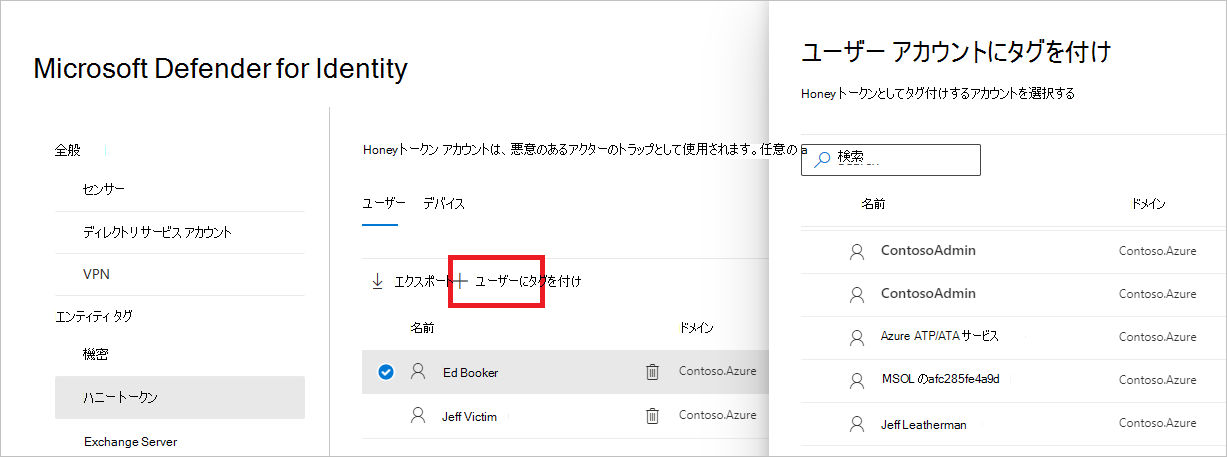 Microsoft Defender for Identity
全般
センサー
ディレクトリ サービス アカウント
VPN
エンティティ タグ
機密
ハニートークン
Exchange Server
Honeyトークン アカウントは、悪意のあるアクターのトラップとして使用されます。任意の a
ユーザー デバイス
エクスポート ユーザーにタグを付け
名前 ドメイン
Ed Booker Contoso.Azure
Jeff Victim Contoso.Azure
ユーザー アカウントにタグを付け
Honeyトークンとしてタグ付けするアカウントを選択する
検索
名前 ドメイン
ContosoAdmin Contoso.Azure
ContosoAdmin Contoso.Azure
Azure ATP/ATAサービス Contoso.Azure
MSOL のafc285fe4a9d Contoso.Azure
Jeff Leatherman Contoso.Azure